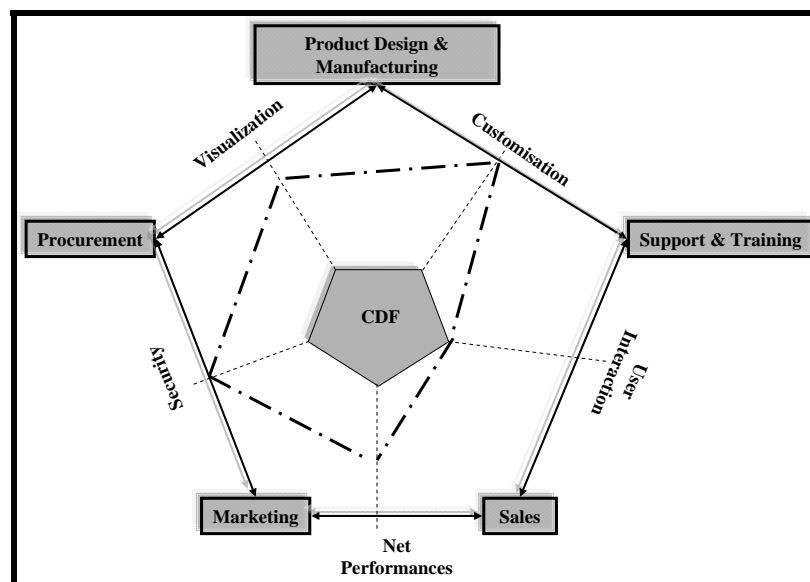 Product Design &
Manufacturing
Visualization
Customisation
Procurement
Support & Training
CDF
User
Interaction
Security
Marketing
Sales
Net
Performances